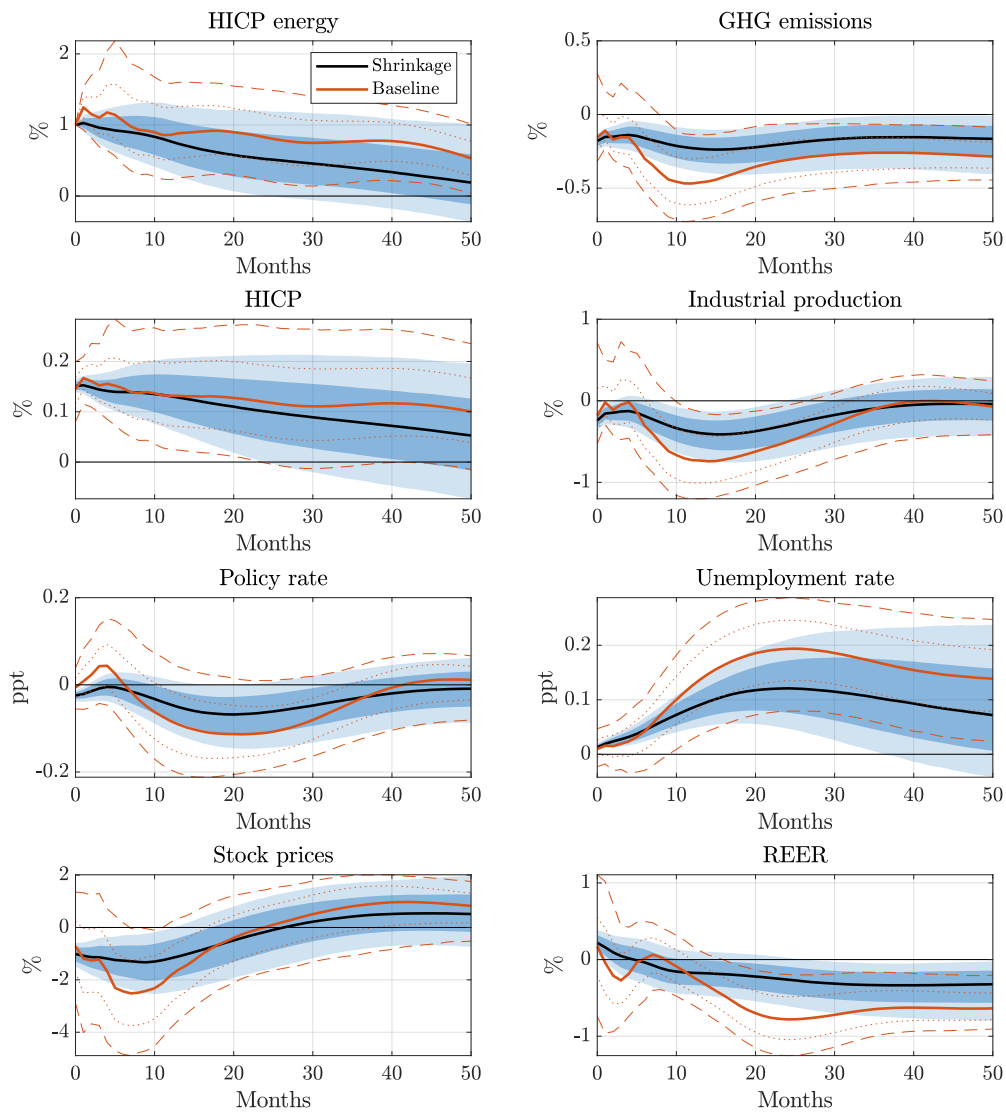 HICP energy
2
1
0
%
Shrinkage
Baseline
0 10 20 30 40 50
Months
GHG emissions
0.5
0
-0.5
%
0 10 20 30 40 50
Months
HICP
0.2
0.1
0
%
0 10 20 30 40 50
Months
Industrial production
1
0
-1
%
0 10 20 30 40 50
Months
Policy rate
0.2
0
-0.2
ppt
0 10 20 30 40 50
Months
Unemployment rate
0.2
0.1
0
ppt
0 10 20 30 40 50
Months
Stock prices
2
0
-2
-4
%
0 10 20 30 40 50
Months
REER
1
0
-1
%
0 10 20 30 40 50
Months